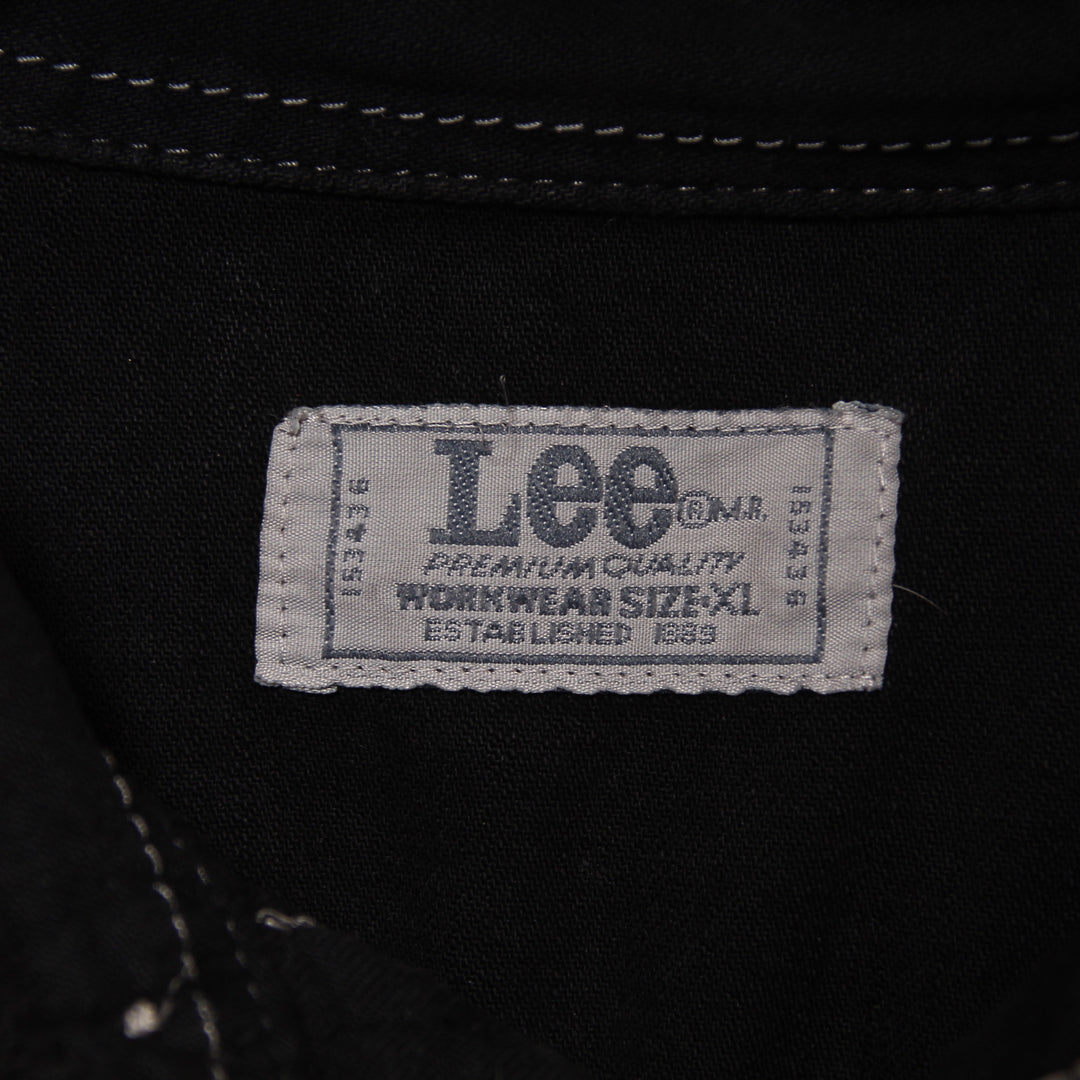 Lee ® M.R.
PREMIUM QUALITY
WORKWEAR SIZE·XL
ESTABLISHED 1889
153436
153436